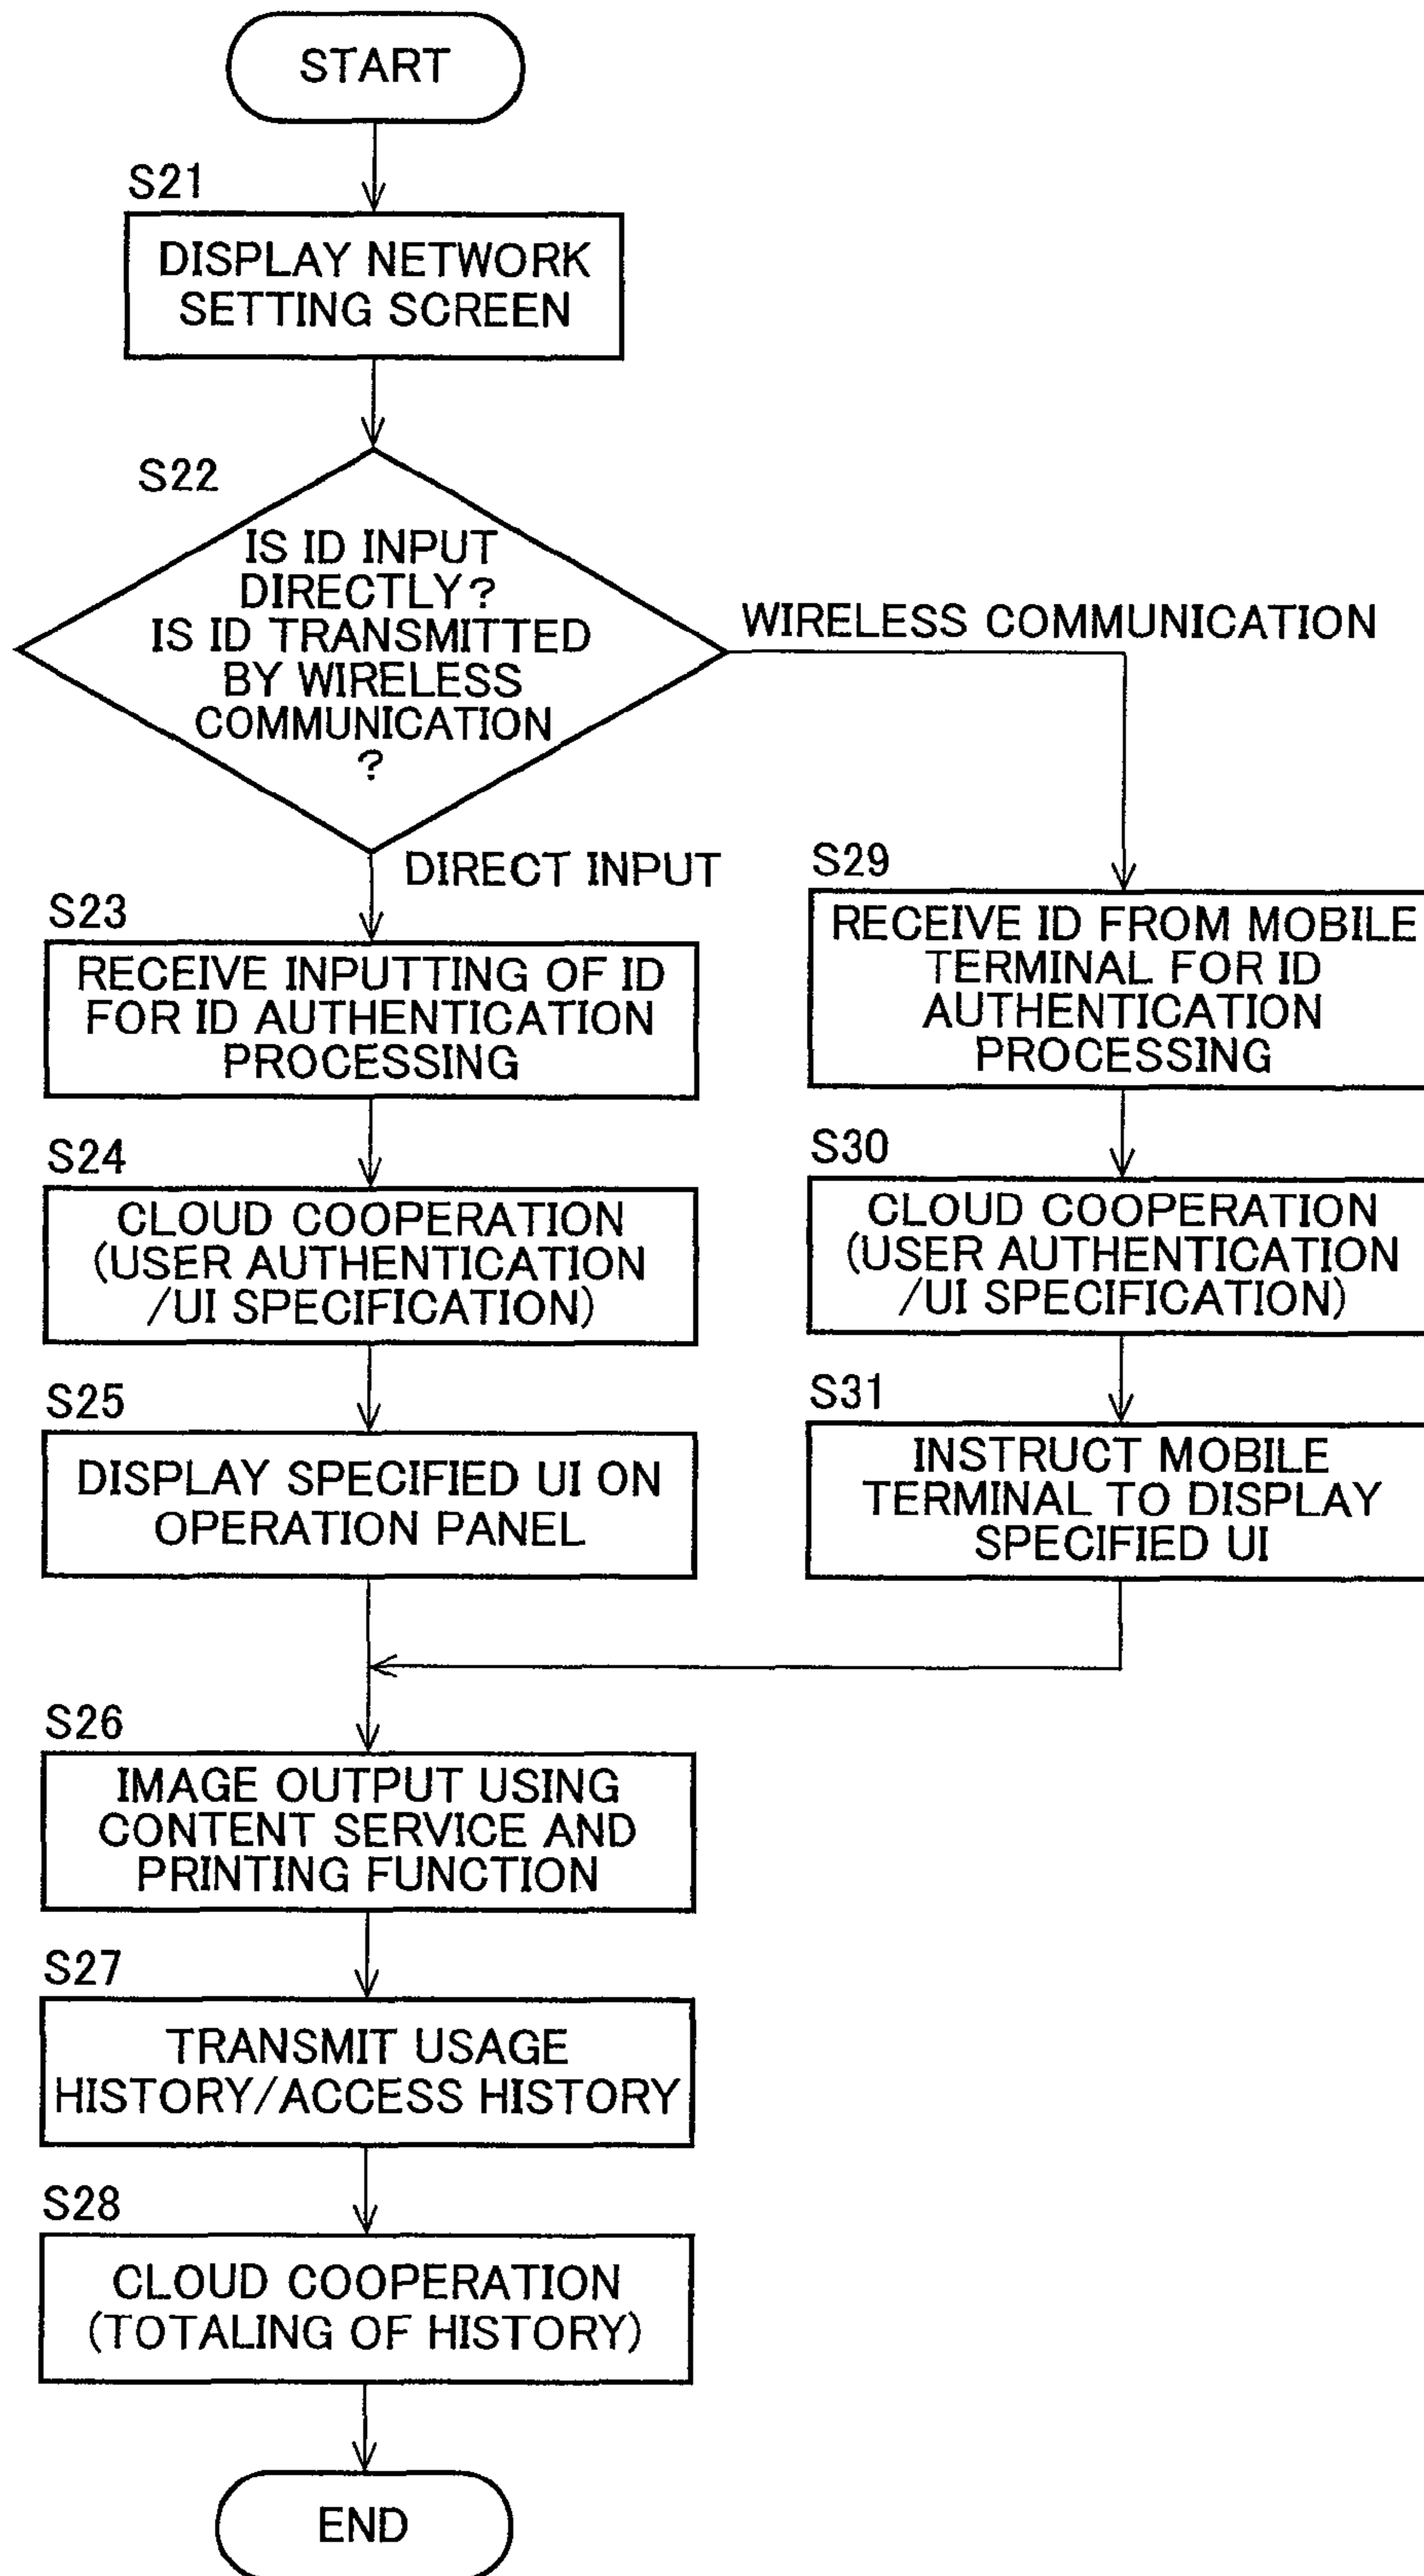 START
S21
DISPLAY NETWORK
SETTING SCREEN
S22
IS ID INPUT
DIRECTLY?
IS ID TRANSMITTED
BY WIRELESS
COMMUNICATION
?
WIRELESS COMMUNICATION
DIRECT INPUT
S23
RECEIVE INPUTTING OF ID
FOR ID AUTHENTICATION
PROCESSING
S24
CLOUD COOPERATION
(USER AUTHENTICATION
/UI SPECIFICATION)
S25
DISPLAY SPECIFIED UI ON
OPERATION PANEL
S29
RECEIVE ID FROM MOBILE
TERMINAL FOR ID
AUTHENTICATION
PROCESSING
S30
CLOUD COOPERATION
(USER AUTHENTICATION
/UI SPECIFICATION)
S31
INSTRUCT MOBILE
TERMINAL TO DISPLAY
SPECIFIED UI
S26
IMAGE OUTPUT USING
CONTENT SERVICE AND
PRINTING FUNCTION
S27
TRANSMIT USAGE
HISTORY/ACCESS HISTORY
S28
CLOUD COOPERATION
(TOTALING OF HISTORY)
END